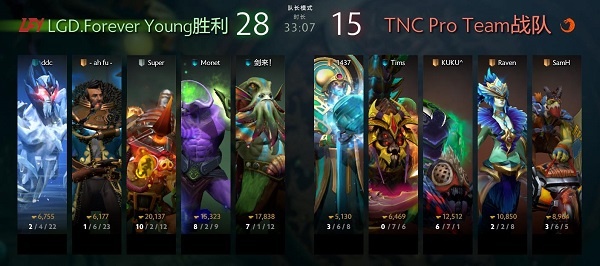 LFY LGD.Forever Young胜利 28
队长模式
时长
33:07
15 TNC Pro Team战队
ddc
- ah fu -
Super
Monet
剑来!
1437
Tims
KUKU^
Raven
SamH
6,755
6,177
20,137
15,323
17,838
5,130
6,469
12,512
10,850
8,964
2 / 4 / 22
1 / 6 / 23
10 / 2 / 12
8 / 2 / 9
7 / 1 / 12
3 / 6 / 8
0 / 7 / 6
6 / 7 / 1
2 / 2 / 8
3 / 6 / 5